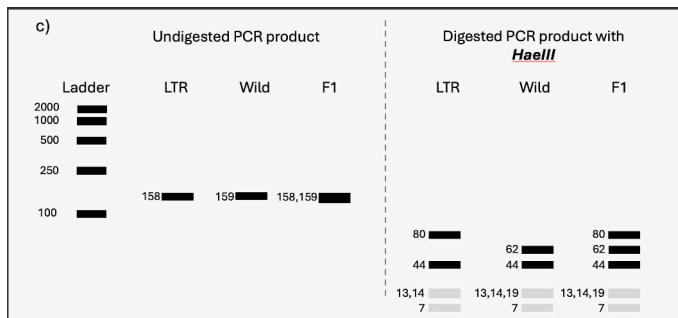 c)
Undigested PCR product
Digested PCR product with
HaeIII
Ladder LTR Wild F1 LTR Wild F1
2000
1000
500
250
158 159 158,159
100
80 80
62 62
44 44 44
13,14 13,14,19 13,14,19
7 7 7